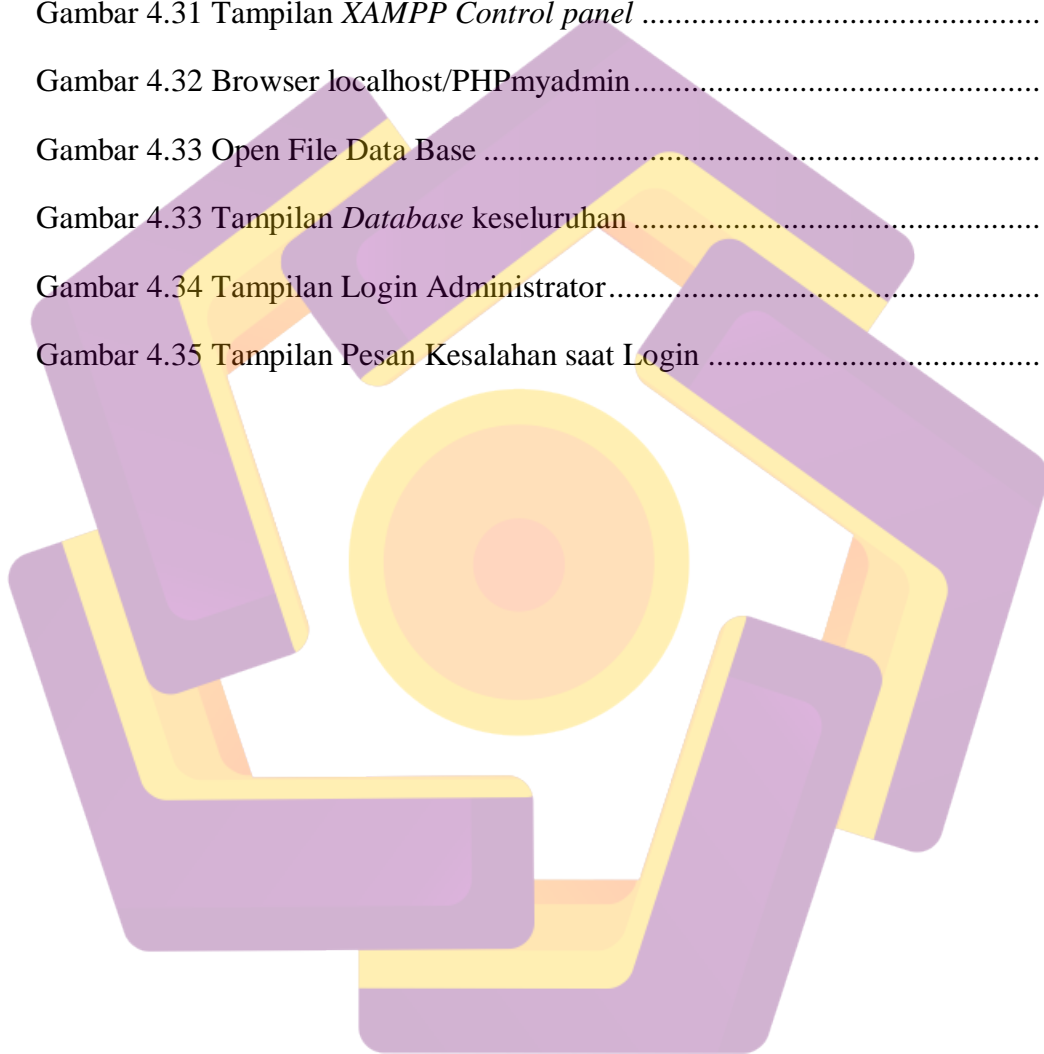 Gambar 4.31 Tampilan XAMPP Control panel ................................................
Gambar 4.32 Browser localhost/PHPmyadmin ................................................
Gambar 4.33 Open File Data Base ....................................................................
Gambar 4.33 Tampilan Database keseluruhan .................................................
Gambar 4.34 Tampilan Login Administrator ....................................................
Gambar 4.35 Tampilan Pesan Kesalahan saat Login ........................................